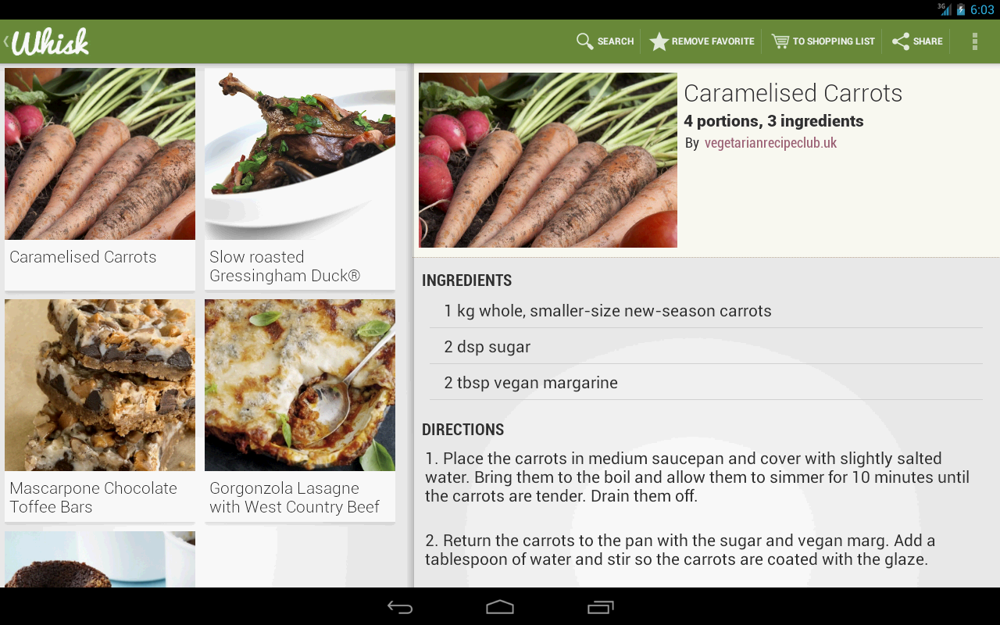 3G
6:03
Whisk
SEARCH
REMOVE FAVORITE
TO SHOPPING LIST
SHARE
Caramelised Carrots
Slow roasted
Gressingham Duck®
Mascarpone Chocolate
Toffee Bars
Gorgonzola Lasagne
with West Country Beef
Caramelised Carrots
4 portions, 3 ingredients
By vegetarianrecipeclub.uk
INGREDIENTS
1 kg whole, smaller-size new-season carrots
2 dsp sugar
2 tbsp vegan margarine
DIRECTIONS
1. Place the carrots in medium saucepan and cover with slightly salted
water. Bring them to the boil and allow them to simmer for 10 minutes until
the carrots are tender. Drain them off.
2. Return the carrots to the pan with the sugar and vegan marg. Add a
tablespoon of water and stir so the carrots are coated with the glaze.